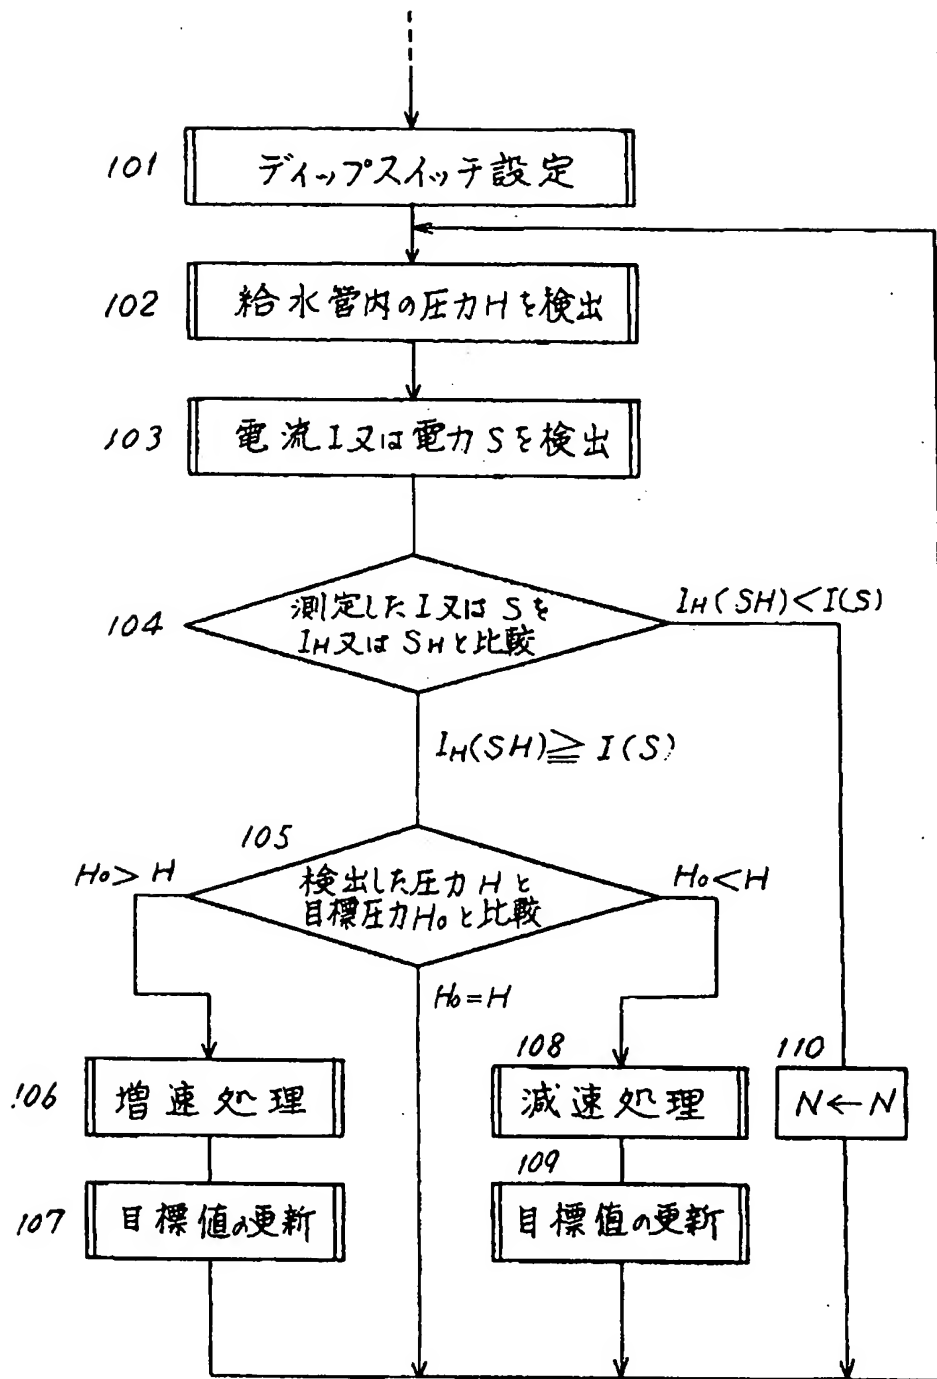 101
ディップスイッチ設定
102
給水管内の圧力Hを検出
103
電流I又は電力Sを検出
104
測定したI又はSを
IH又はSHと比較
IH(SH)<I(S)
IH(SH)≧I(S)
105
検出した圧力Hと
目標圧力H0と比較
H0>H
H0<H
H0=H
106
増速処理
108
減速処理
110
N←N
107
目標値の更新
109
目標値の更新